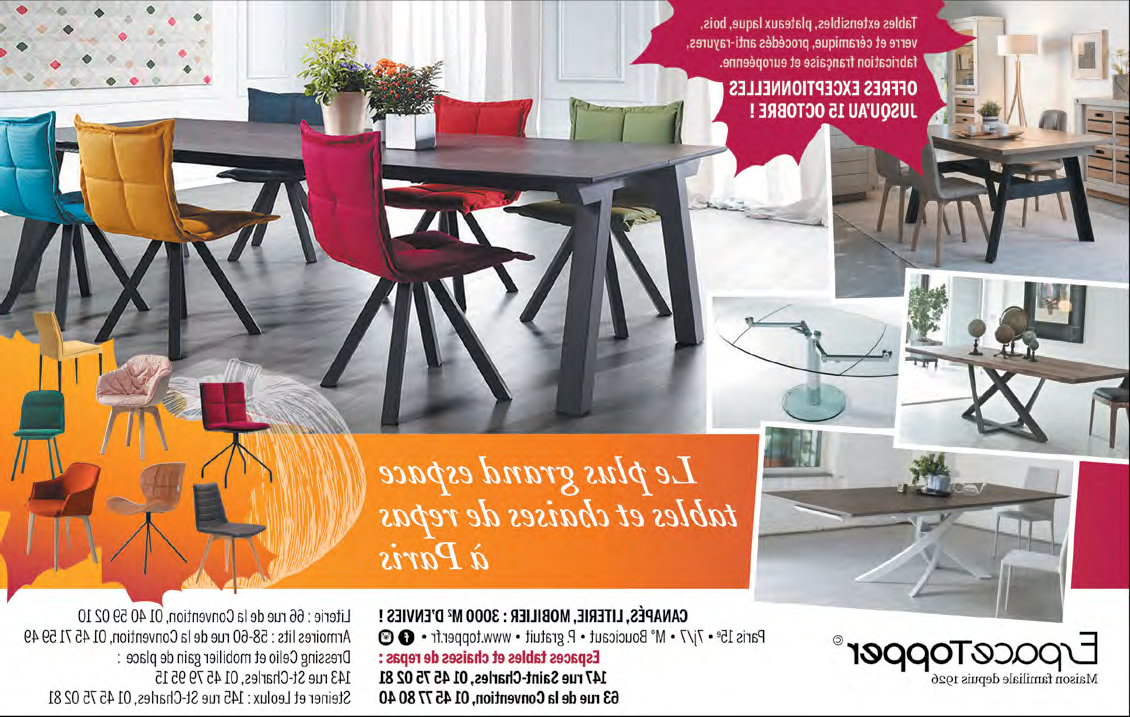 Tables extensibles, plateaux laque, bois,
verre et céramique, procédés anti-rayures,
fabrication française et européenne.
OFFRES EXCEPTIONNELLES
JUSQU'AU 15 OCTOBRE !
Le plus grand espace
tables et chaises de repas
à Paris
EspaceTopper ©
Maison familiale depuis 1926
CANAPÉS, LITERIE, MOBILIER : 3000 M² D'ENVIES !
Paris 15e • 7j/7 • M° Boucicaut • P. gratuit • www.topper.fr •
Espaces tables et chaises de repas :
147 rue Saint-Charles, 01 45 75 02 81
63 rue de la Convention, 01 45 77 80 40
Literie : 66 rue de la Convention, 01 40 59 02 10
Armoires lits : 58-60 rue de la Convention, 01 45 71 59 49
Dressing Celio et mobilier gain de place :
143 rue St-Charles, 01 45 79 95 15
Steiner et Leolux : 145 rue St-Charles, 01 45 75 02 81